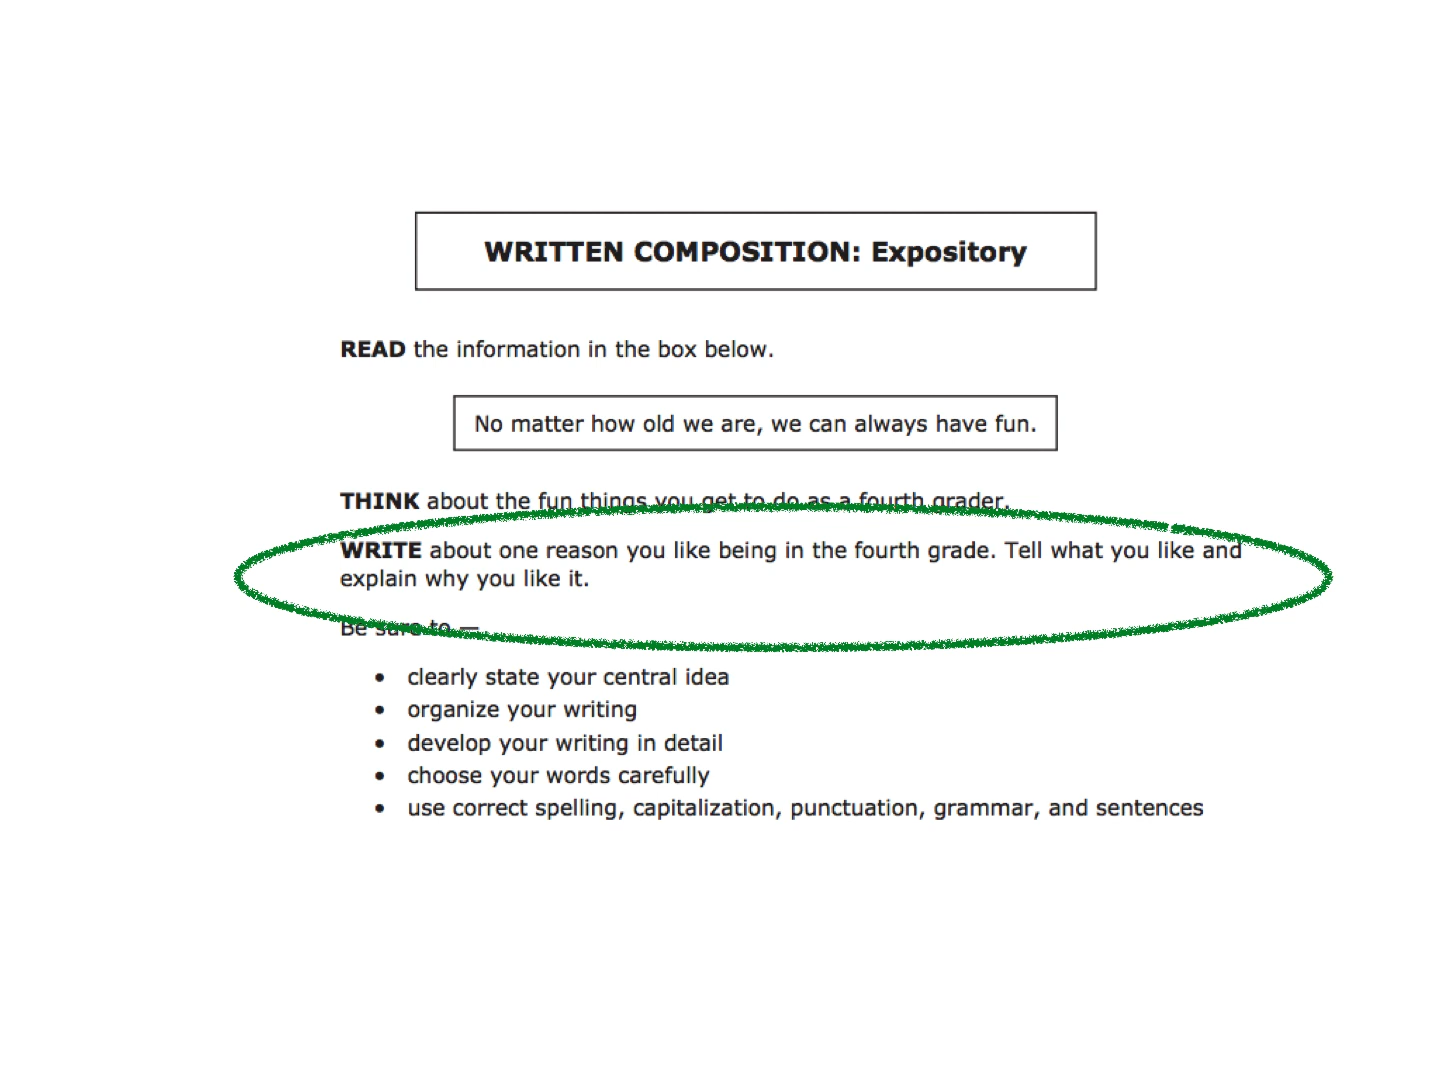 WRITTEN COMPOSITION: Expository
READ the information in the box below.
No matter how old we are, we can always have fun.
THINK about the fun things you get to do as a fourth grader.
WRITE about one reason you like being in the fourth grade. Tell what you like and
explain why you like it.
Be sure to —
• clearly state your central idea
• organize your writing
• develop your writing in detail
• choose your words carefully
• use correct spelling, capitalization, punctuation, grammar, and sentences